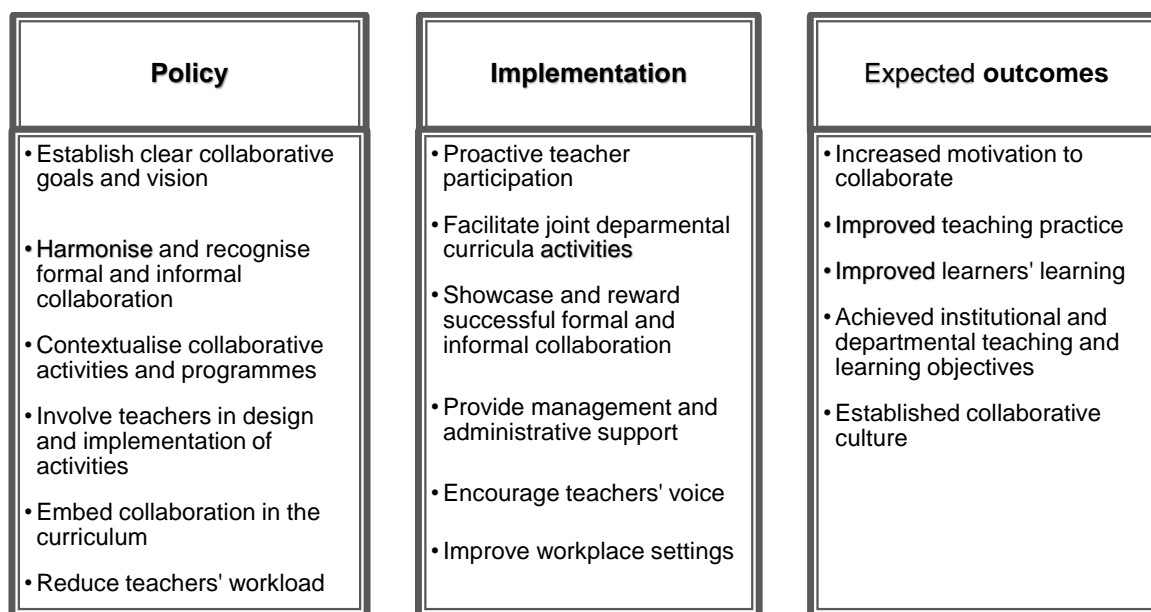 Policy
• Establish clear collaborative
goals and vision
• Harmonise and recognise
formal and informal
collaboration
• Contextualise collaborative
activities and programmes
• Involve teachers in design
and implementation of
activities
• Embed collaboration in the
curriculum
• Reduce teachers' workload
Implementation
• Proactive teacher
participation
• Facilitate joint deparmental
curricula activities
• Showcase and reward
successful formal and
informal collaboration
• Provide management and
administrative support
• Encourage teachers' voice
• Improve workplace settings
Expected outcomes
• Increased motivation to
collaborate
• Improved teaching practice
• Improved learners' learning
• Achieved institutional and
departmental teaching and
learning objectives
• Established collaborative
culture